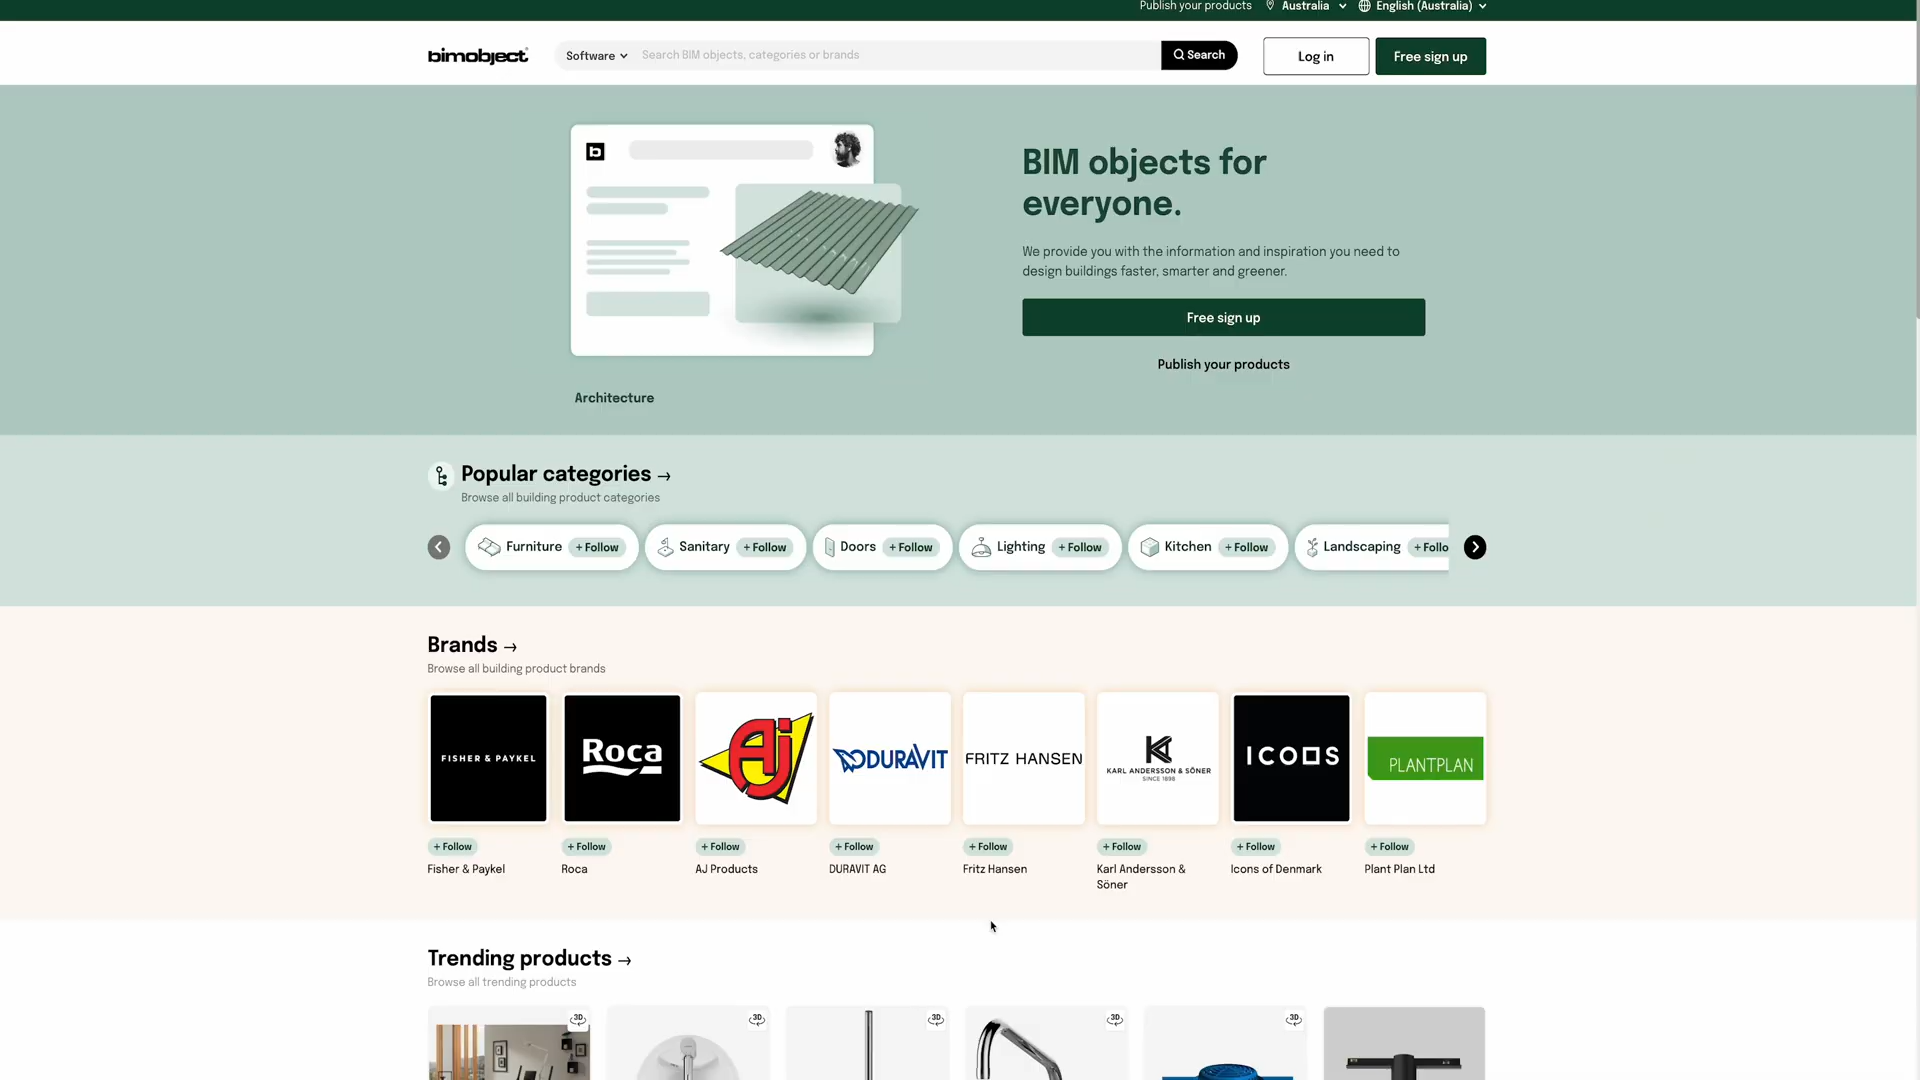 Publish your products Australia English (Australia)
bimobject Software Search BIM objects, categories or brands Search Log in Free sign up
b
BIM objects for
everyone.
We provide you with the information and inspiration you need to
design buildings faster, smarter and greener.
Free sign up
Publish your products
Architecture
Popular categories →
Browse all building product categories
Furniture + Follow Sanitary + Follow Doors + Follow Lighting + Follow Kitchen + Follow Landscaping + Follo
Brands →
Browse all building product brands
FISHER & PAYKEL Roca AJ DURAVIT FRITZ HANSEN K KARL ANDERSSON & SÖNER SINCE 1898 ICONS PLANTPLAN
+ Follow + Follow + Follow + Follow + Follow + Follow + Follow + Follow
Fisher & Paykel Roca AJ Products DURAVIT AG Fritz Hansen Karl Andersson & Söner Icons of Denmark Plant Plan Ltd
Trending products →
Browse all trending products
3D 3D 3D 3D 3D